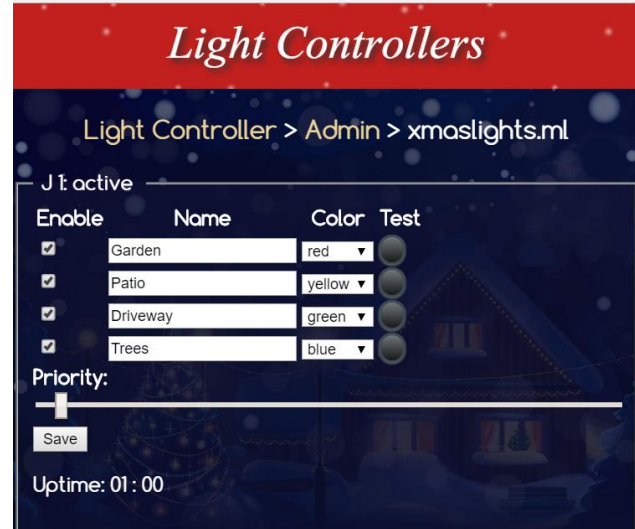 Light Controllers
Light Controller > Admin > xmaslights.ml
J1: active
Enable Name Color Test
Garden red
Patio yellow
Driveway green
Trees blue
Priority:
Save
Uptime: 01 : 00